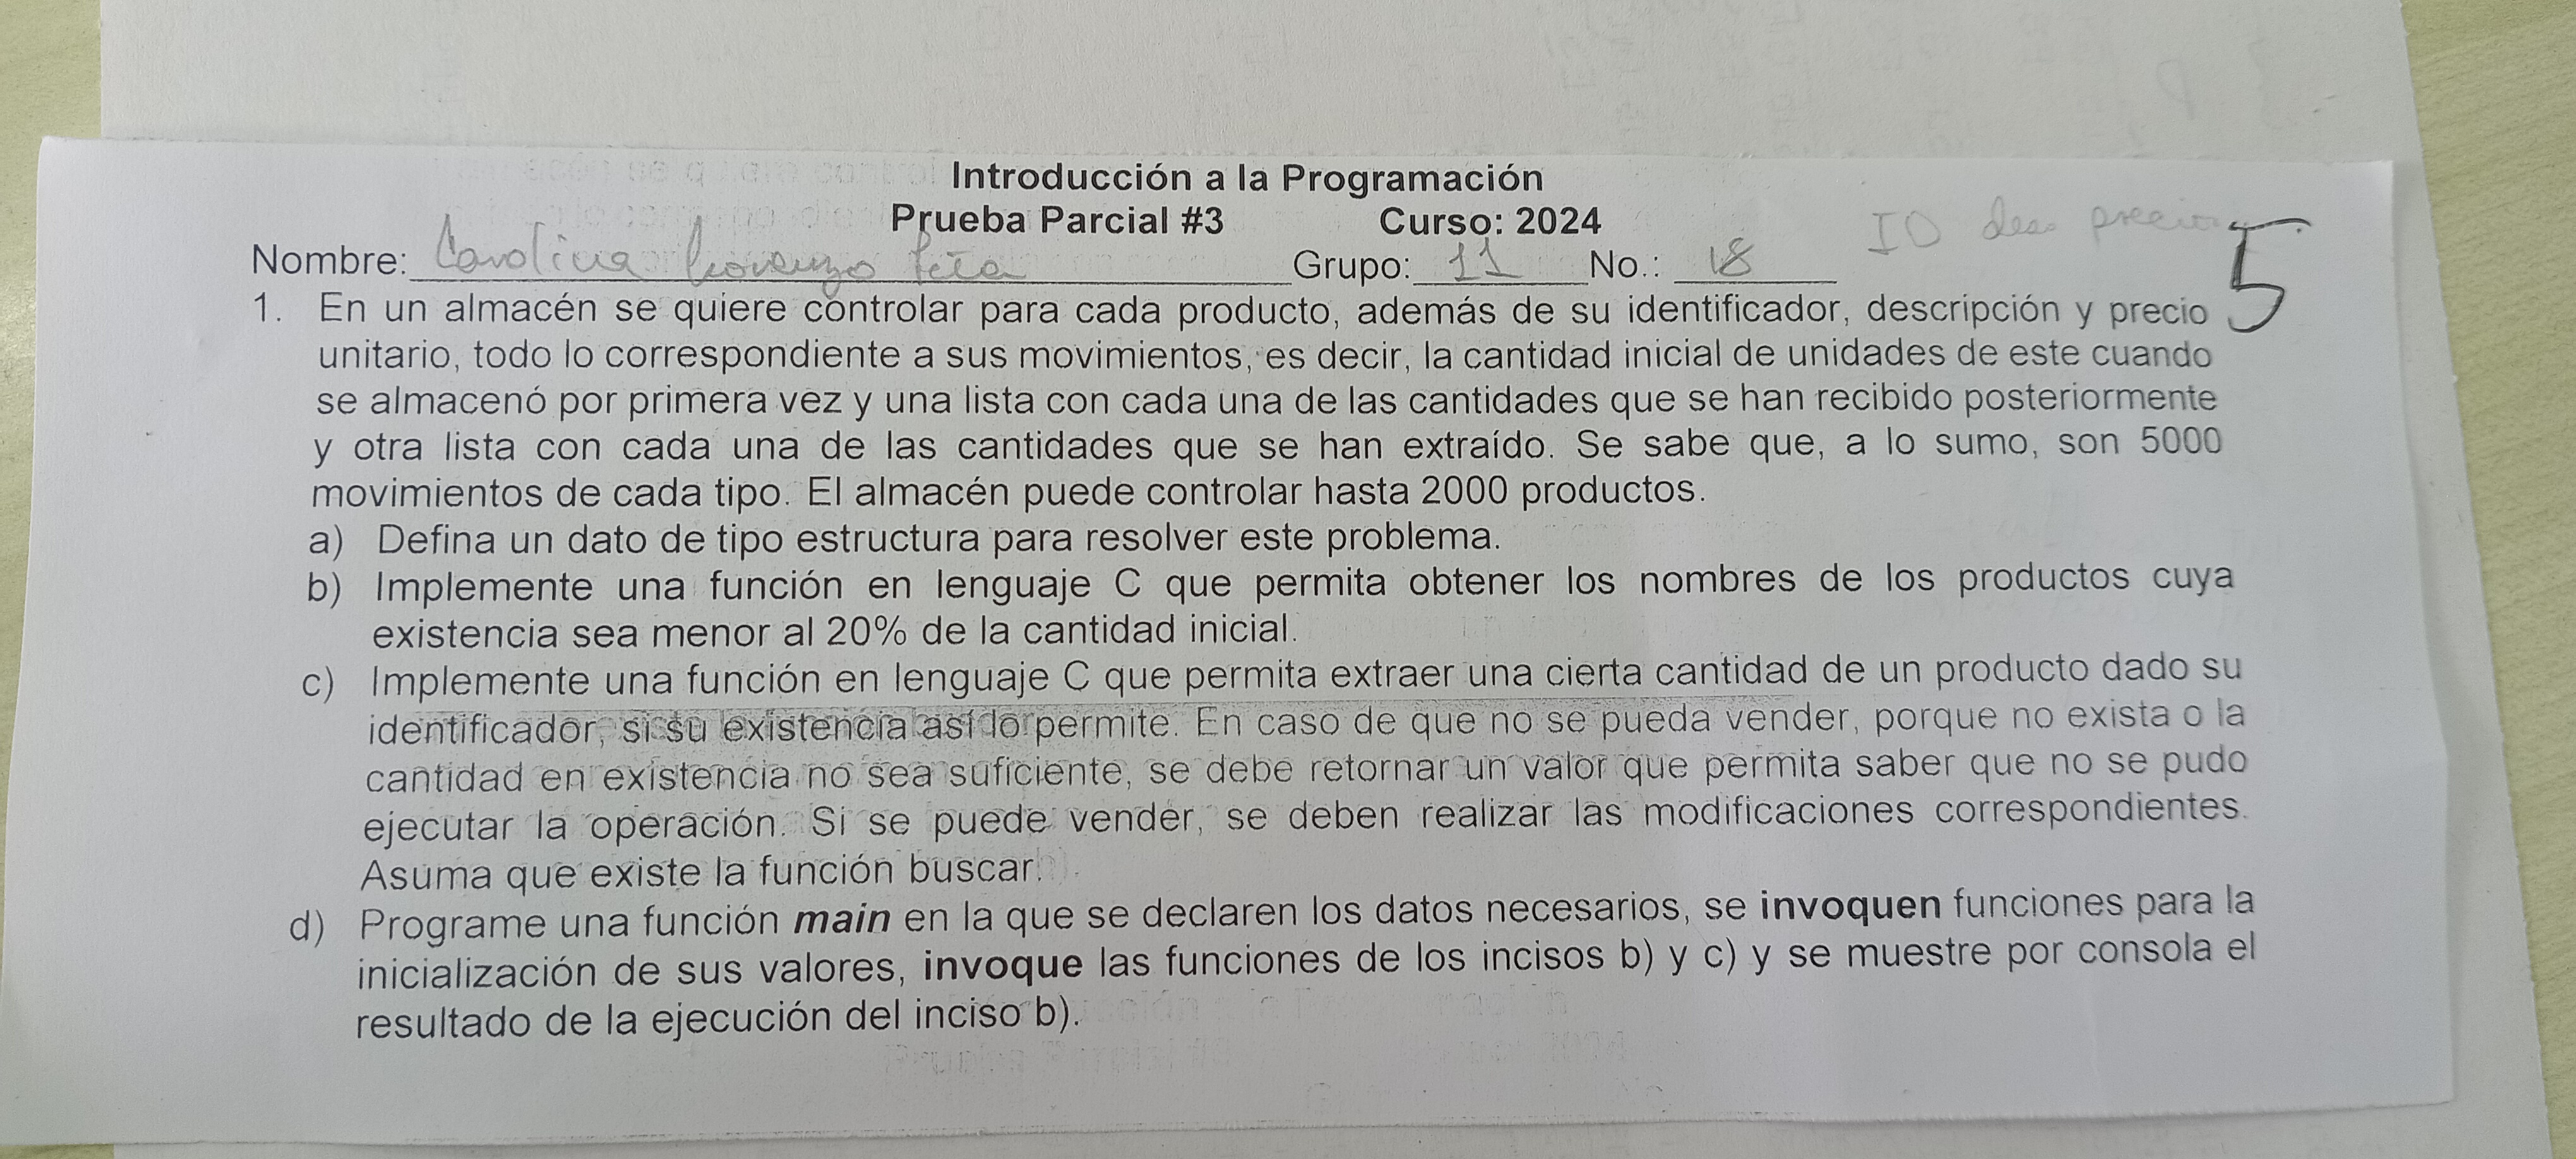 Introducción a la Programación
Prueba Parcial #3 Curso: 2024
ID des precio
5
Nombre: Carolina Lorenzo Grupo: 11 No.: 18
1. En un almacén se quiere controlar para cada producto, además de su identificador, descripción y precio
unitario, todo lo correspondiente a sus movimientos, es decir, la cantidad inicial de unidades de este cuando
se almacenó por primera vez y una lista con cada una de las cantidades que se han recibido posteriormente
y otra lista con cada una de las cantidades que se han extraído. Se sabe que, a lo sumo, son 5000
movimientos de cada tipo. El almacén puede controlar hasta 2000 productos.
a) Defina un dato de tipo estructura para resolver este problema.
b) Implemente una función en lenguaje C que permita obtener los nombres de los productos cuya
existencia sea menor al 20% de la cantidad inicial.
c) Implemente una función en lenguaje C que permita extraer una cierta cantidad de un producto dado su
identificador, si su existencia así lo permite. En caso de que no se pueda vender, porque no exista o la
cantidad en existencia no sea suficiente, se debe retornar un valor que permita saber que no se pudo
ejecutar la operación. Si se puede vender, se deben realizar las modificaciones correspondientes.
Asuma que existe la función buscar.
d) Programe una función main en la que se declaren los datos necesarios, se invoquen funciones para la
inicialización de sus valores, invoque las funciones de los incisos b) y c) y se muestre por consola el
resultado de la ejecución del inciso b).